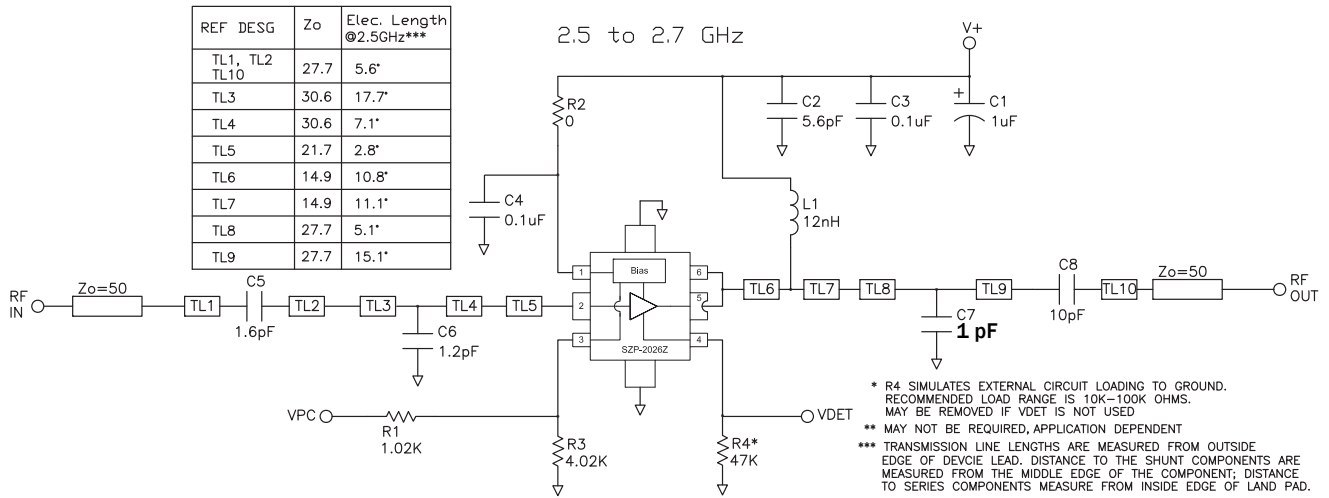 REF DESG Zo Elec. Length @2.5GHz***
TL1, TL2 TL10 27.7 5.6°
TL3 30.6 17.7°
TL4 30.6 7.1°
TL5 21.7 2.8°
TL6 14.9 10.8°
TL7 14.9 11.1°
TL8 27.7 5.1°
TL9 27.7 15.1°
2.5 to 2.7 GHz
V+
R2
0
C2
5.6pF
C3
0.1uF
+
C1
1uF
C4
0.1uF
L1
12nH
Bias
1
2
3
6
5
4
SZP-2026Z
RF IN
Zo=50
TL1
C5
1.6pF
TL2
TL3
C6
1.2pF
TL4
TL5
TL6
TL7
TL8
C7
1 pF
TL9
C8
10pF
TL10
Zo=50
RF OUT
VPC
R1
1.02K
R3
4.02K
R4*
47K
VDET
* R4 SIMULATES EXTERNAL CIRCUIT LOADING TO GROUND.
RECOMMENDED LOAD RANGE IS 10K-100K OHMS.
MAY BE REMOVED IF VDET IS NOT USED
** MAY NOT BE REQUIRED, APPLICATION DEPENDENT
*** TRANSMISSION LINE LENGTHS ARE MEASURED FROM OUTSIDE
EDGE OF DEVCIE LEAD. DISTANCE TO THE SHUNT COMPONENTS ARE
MEASURED FROM THE MIDDLE EDGE OF THE COMPONENT; DISTANCE
TO SERIES COMPONENTS MEASURE FROM INSIDE EDGE OF LAND PAD.